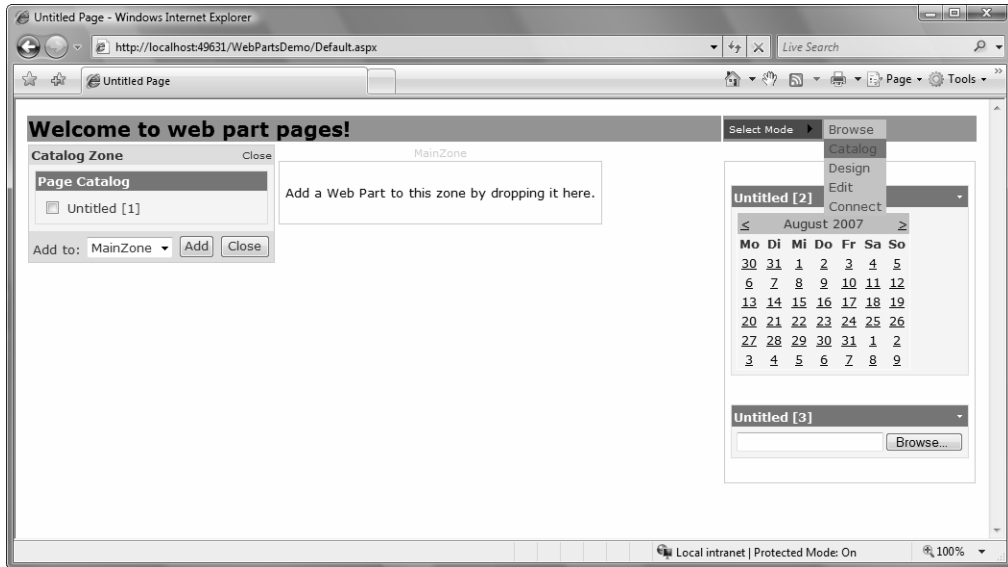 Untitled Page - Windows Internet Explorer
http://localhost:49631/WebPartsDemo/Default.aspx
Live Search
Untitled Page
Page
Tools
Welcome to web part pages!
Select Mode
Browse
Catalog
Design
Edit
Connect
Catalog Zone
Close
Page Catalog
Untitled [1]
Add to: MainZone Add Close
MainZone
Add a Web Part to this zone by dropping it here.
Untitled [2]
< August 2007 >
Mo Di Mi Do Fr Sa So
30 31 1 2 3 4 5
6 7 8 9 10 11 12
13 14 15 16 17 18 19
20 21 22 23 24 25 26
27 28 29 30 31 1 2
3 4 5 6 7 8 9
Untitled [3]
Browse...
Local intranet | Protected Mode: On
100%